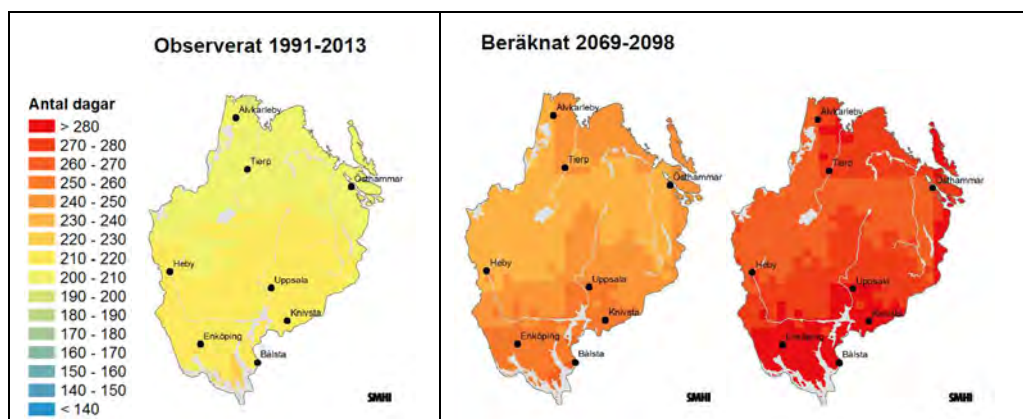 Observerat 1991-2013
Beräknat 2069-2098
Antal dagar
> 280
270 - 280
260 - 270
250 - 260
240 - 250
230 - 240
220 - 230
210 - 220
200 - 210
190 - 200
180 - 190
170 - 180
160 - 170
150 - 160
140 - 150
< 140
Älvkarleby
Tierp
Östhammar
Heby
Uppsala
Knivsta
Enköping
Bålsta
SMHI
Älvkarleby
Tierp
Östhammar
Heby
Uppsala
Knivsta
Enköping
Bålsta
Älvkarleby
Tierp
Östhammar
Heby
Uppsala
Knivsta
Enköping
Bålsta
SMHI